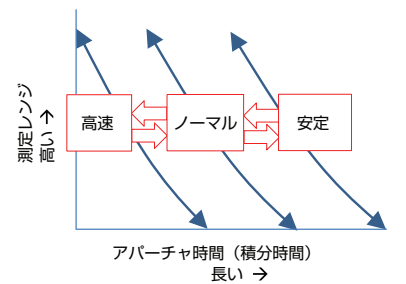 測定レンジ
高い →
高速
ノーマル
安定
アパーチャ時間（積分時間）
長い →